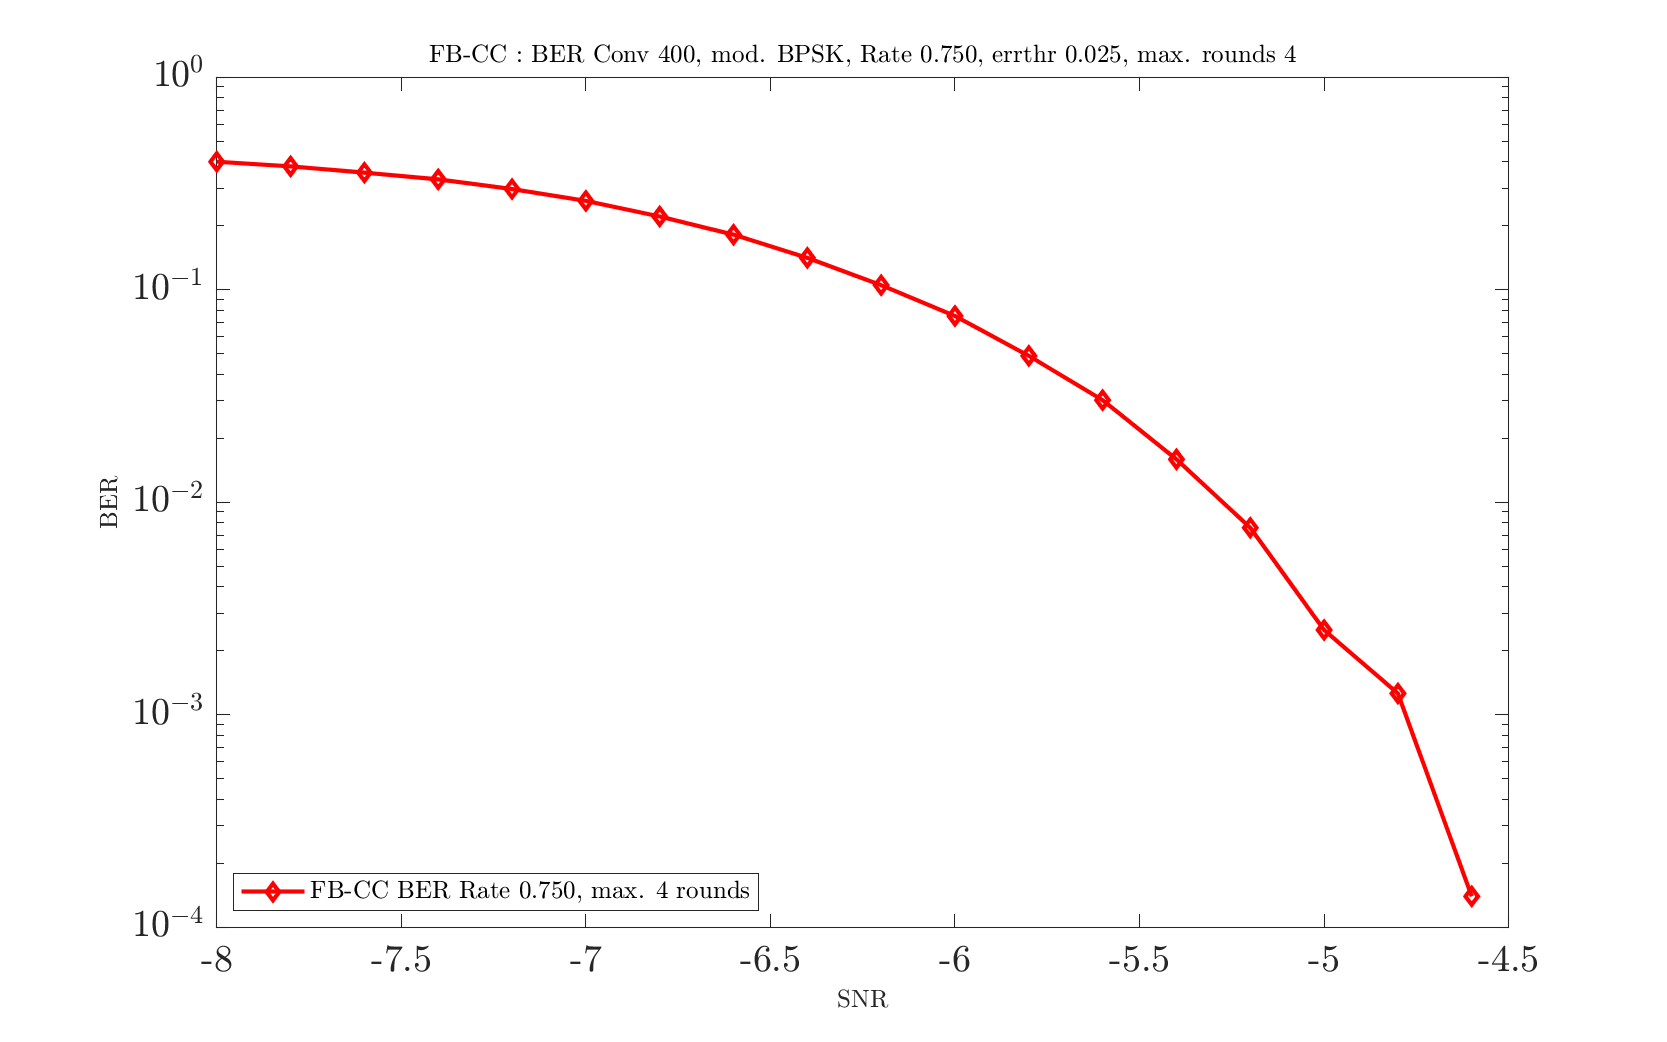 FB-CC : BER Conv 400, mod. BPSK, Rate 0.750, errthr 0.025, max. rounds 4
10^0
10^{-1}
10^{-2}
10^{-3}
10^{-4}
BER
FB-CC BER Rate 0.750, max. 4 rounds
-8 -7.5 -7 -6.5 -6 -5.5 -5 -4.5
SNR